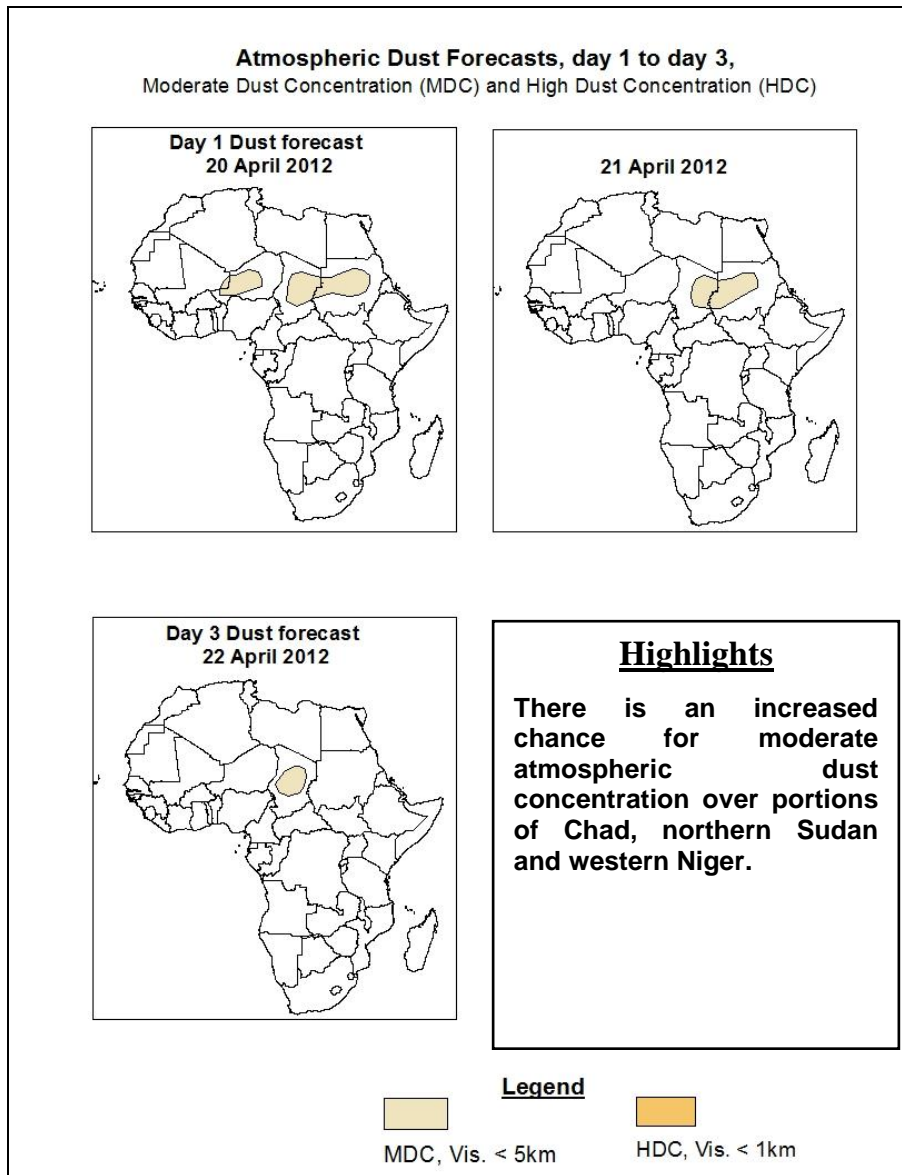 Atmospheric Dust Forecasts, day 1 to day 3,
Moderate Dust Concentration (MDC) and High Dust Concentration (HDC)
Day 1 Dust forecast
20 April 2012
21 April 2012
Day 3 Dust forecast
22 April 2012
Highlights
There is an increased
chance for moderate
atmospheric dust
concentration over portions
of Chad, northern Sudan
and western Niger.
Legend
MDC, Vis. < 5km
HDC, Vis. < 1km